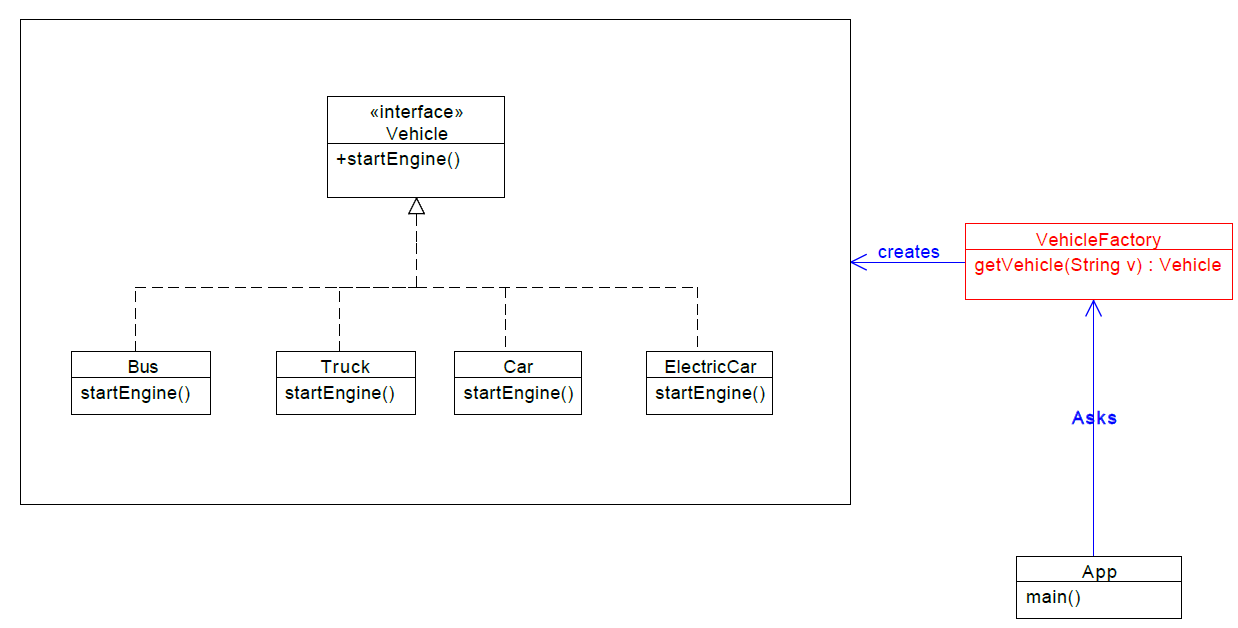 «interface»
Vehicle
+startEngine()
VehicleFactory
getVehicle(String v) : Vehicle
creates
Bus
startEngine()
Truck
startEngine()
Car
startEngine()
ElectricCar
startEngine()
Asks
App
main()